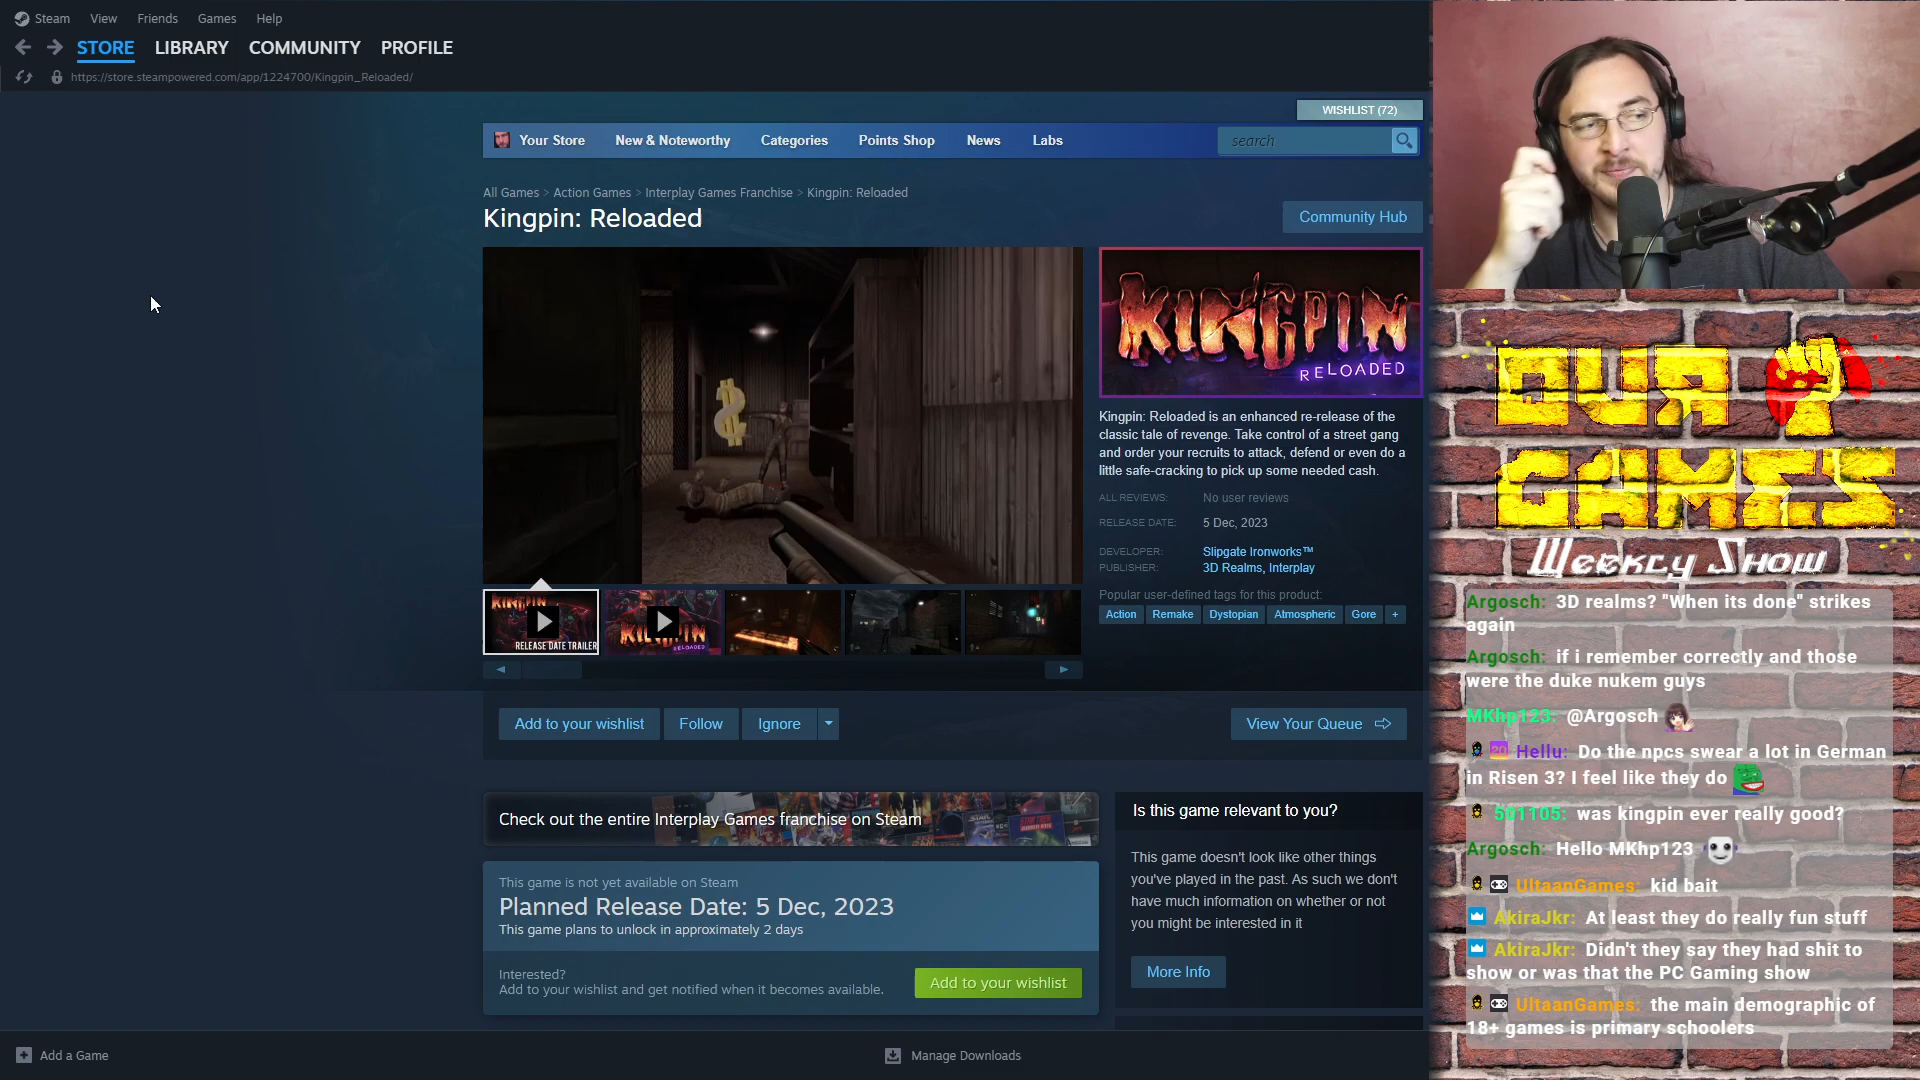 Steam View Friends Games Help
STORE LIBRARY COMMUNITY PROFILE
https://store.steampowered.com/app/1224700/Kingpin_Reloaded/
WISHLIST (72)
Your Store New & Noteworthy Categories Points Shop News Labs search
All Games > Action Games > Interplay Games Franchise > Kingpin: Reloaded
Kingpin: Reloaded
Community Hub
KINGPIN
RELOADED
Kingpin: Reloaded is an enhanced re-release of the
classic tale of revenge. Take control of a street gang
and order your recruits to attack, defend or even do a
little safe-cracking to pick up some needed cash.
ALL REVIEWS: No user reviews
RELEASE DATE: 5 Dec, 2023
DEVELOPER: Slipgate Ironworks™
PUBLISHER: 3D Realms, Interplay
Popular user-defined tags for this product:
Action Remake Dystopian Atmospheric Gore +
KINGPIN
RELEASE DATE TRAILER
KINGPIN
RELOADED
Add to your wishlist Follow Ignore View Your Queue
Check out the entire Interplay Games franchise on Steam
This game is not yet available on Steam
Planned Release Date: 5 Dec, 2023
This game plans to unlock in approximately 2 days
Interested?
Add to your wishlist and get notified when it becomes available.
Add to your wishlist
Is this game relevant to you?
This game doesn't look like other things
you've played in the past. As such we don't
have much information on whether or not
you might be interested in it
More Info
Add a Game
Manage Downloads
OUR
GAMES
Weekly Show
Argosch: 3D realms? "When its done" strikes
again
Argosch: if i remember correctly and those
were the duke nukem guys
MKhp123: @Argosch
Hellu: Do the npcs swear a lot in German
in Risen 3? I feel like they do
501105: was kingpin ever really good?
Argosch: Hello MKhp123
UltaanGames: kid bait
AkiraJkr: At least they do really fun stuff
AkiraJkr: Didn't they say they had shit to
show or was that the PC Gaming show
UltaanGames: the main demographic of
18+ games is primary schoolers